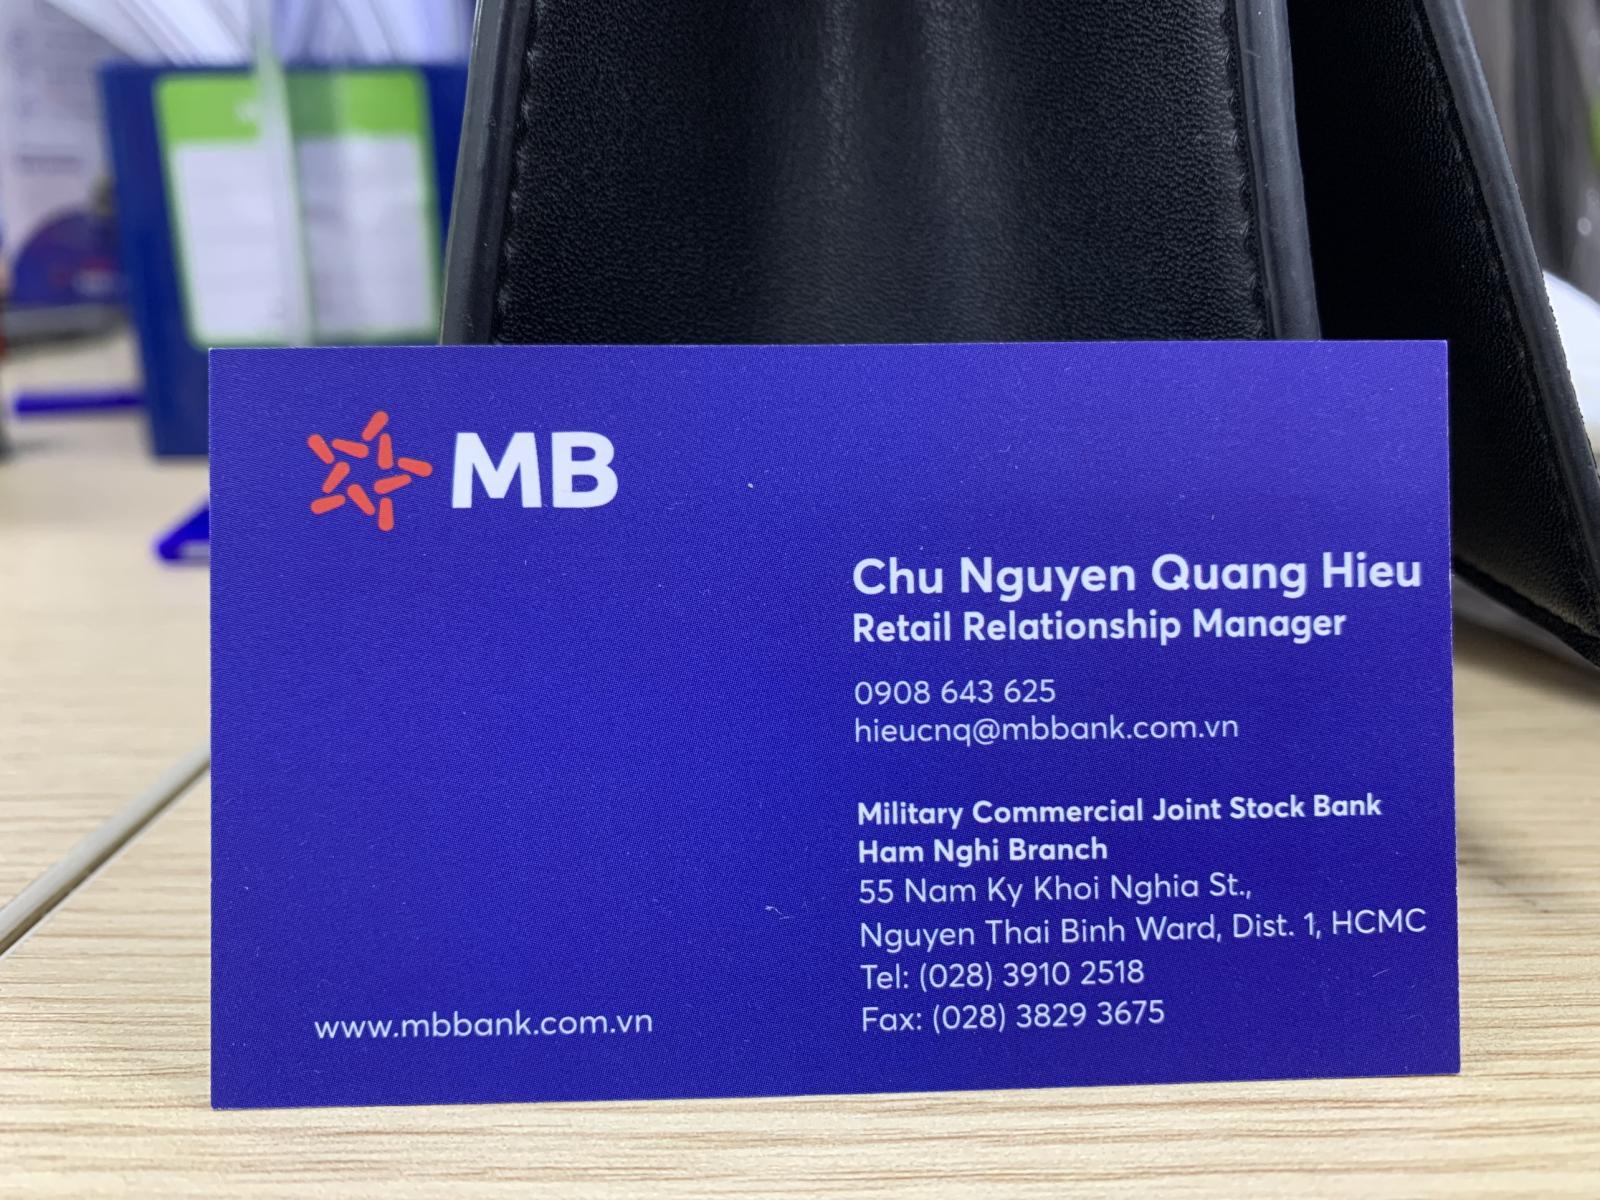 MB
Chu Nguyen Quang Hieu
Retail Relationship Manager
0908 643 625
hieucnq@mbbank.com.vn
Military Commercial Joint Stock Bank
Ham Nghi Branch
55 Nam Ky Khoi Nghia St.,
Nguyen Thai Binh Ward, Dist. 1, HCMC
Tel: (028) 3910 2518
Fax: (028) 3829 3675
www.mbbank.com.vn